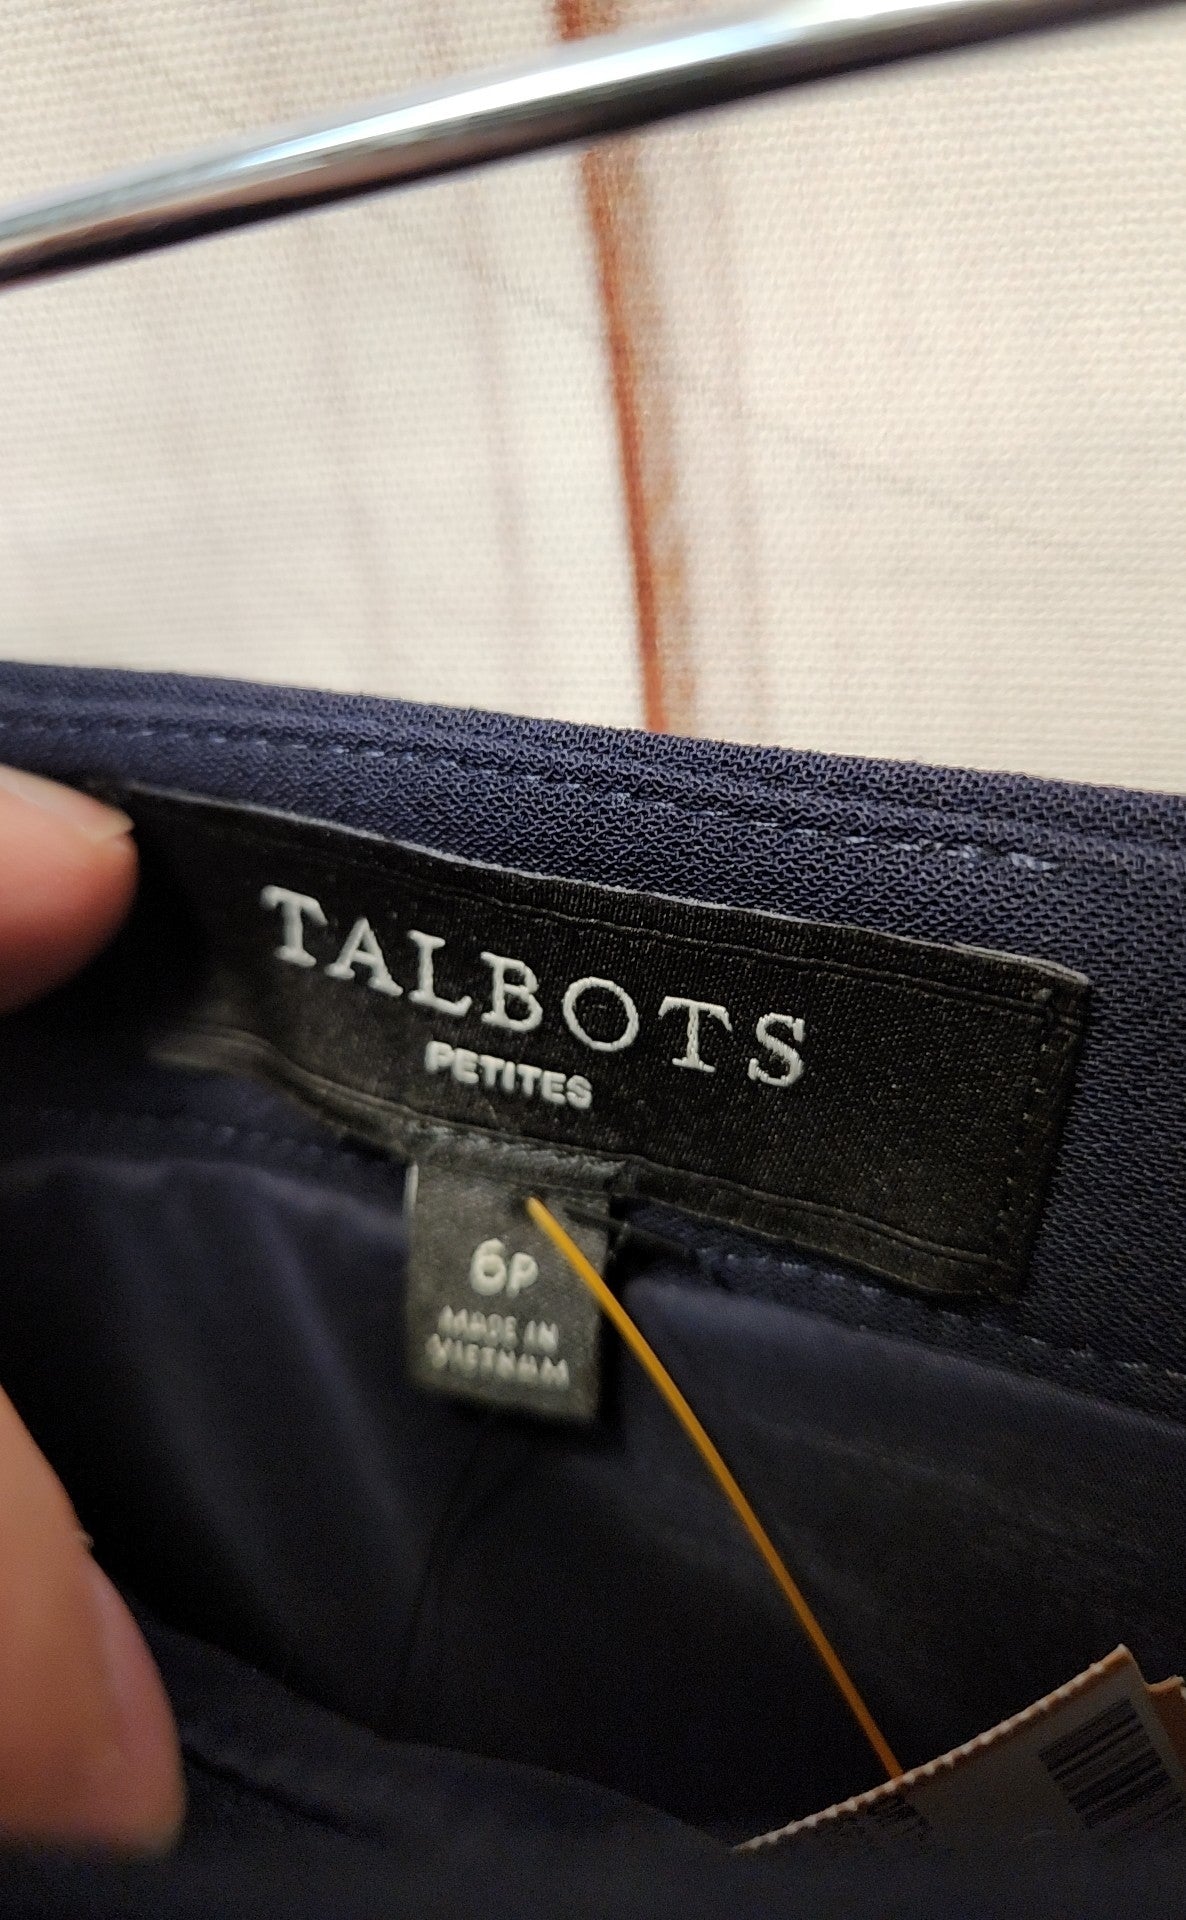 TALBOTS
PETITES
6P
MADE IN
VIETNAM